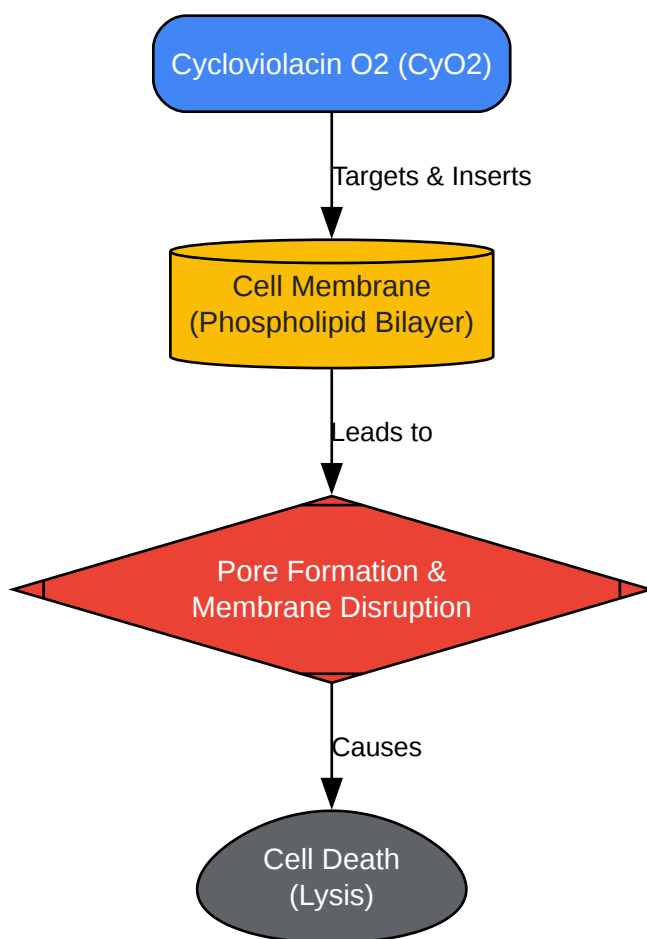 Cycloviolacin O2 (CyO2)
Targets & Inserts
Cell Membrane
(Phospholipid Bilayer)
Leads to
Pore Formation &
Membrane Disruption
Causes
Cell Death
(Lysis)